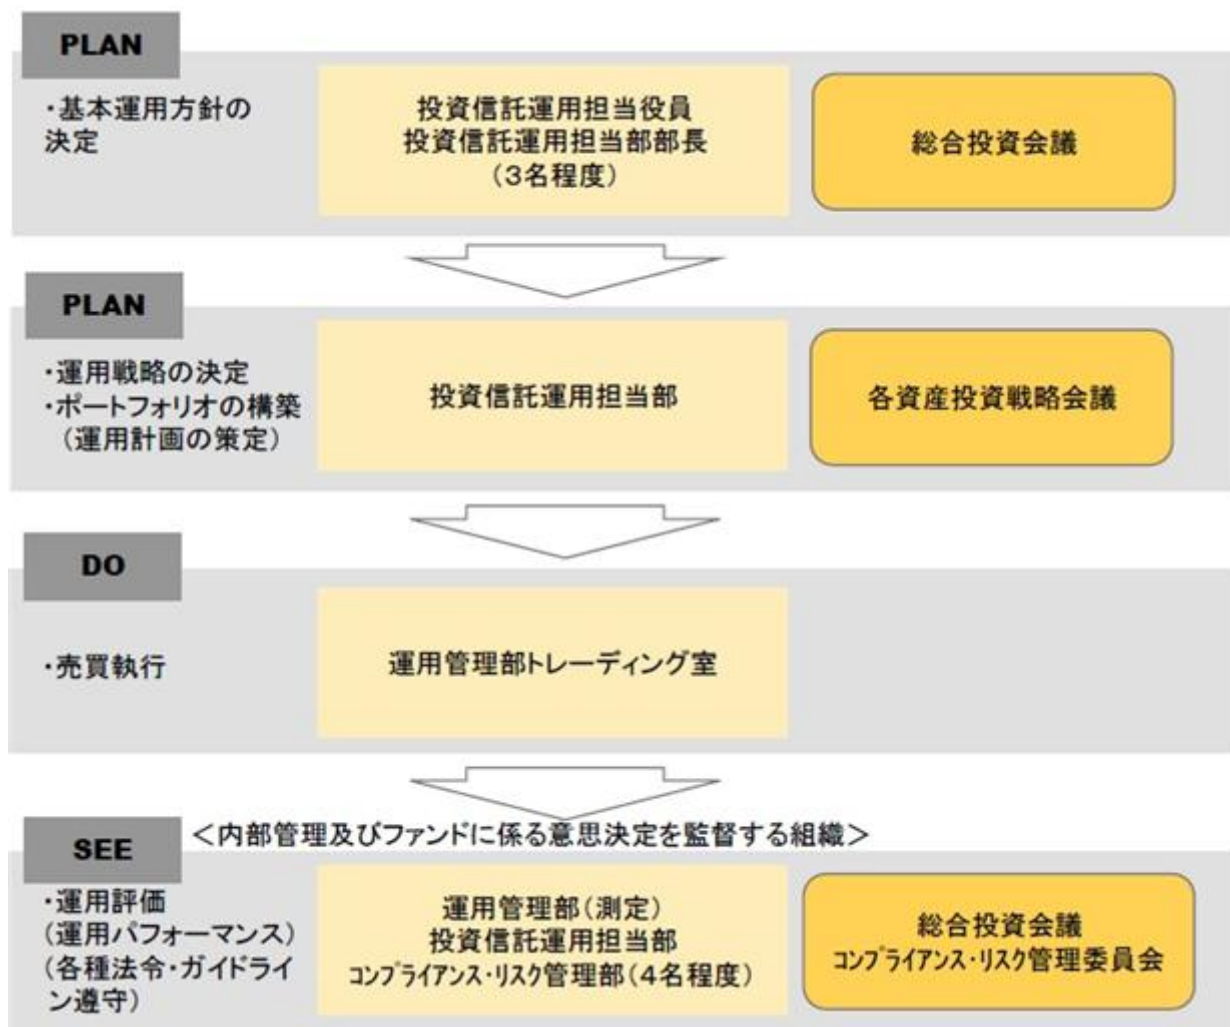 PLAN
・基本運用方針の
決定
投資信託運用担当役員
投資信託運用担当部部長
（３名程度）
総合投資会議
PLAN
・運用戦略の決定
・ポートフォリオの構築
（運用計画の策定）
投資信託運用担当部
各資産投資戦略会議
DO
・売買執行
運用管理部トレーディング室
＜内部管理及びファンドに係る意思決定を監督する組織＞
SEE
・運用評価
（運用パフォーマンス）
（各種法令・ガイドライ
ン遵守）
運用管理部（測定）
投資信託運用担当部
ｺﾝﾌﾟﾗｲｱﾝｽ・ﾘｽｸ管理部（４名程度）
総合投資会議
ｺﾝﾌﾟﾗｲｱﾝｽ・ﾘｽｸ管理委員会